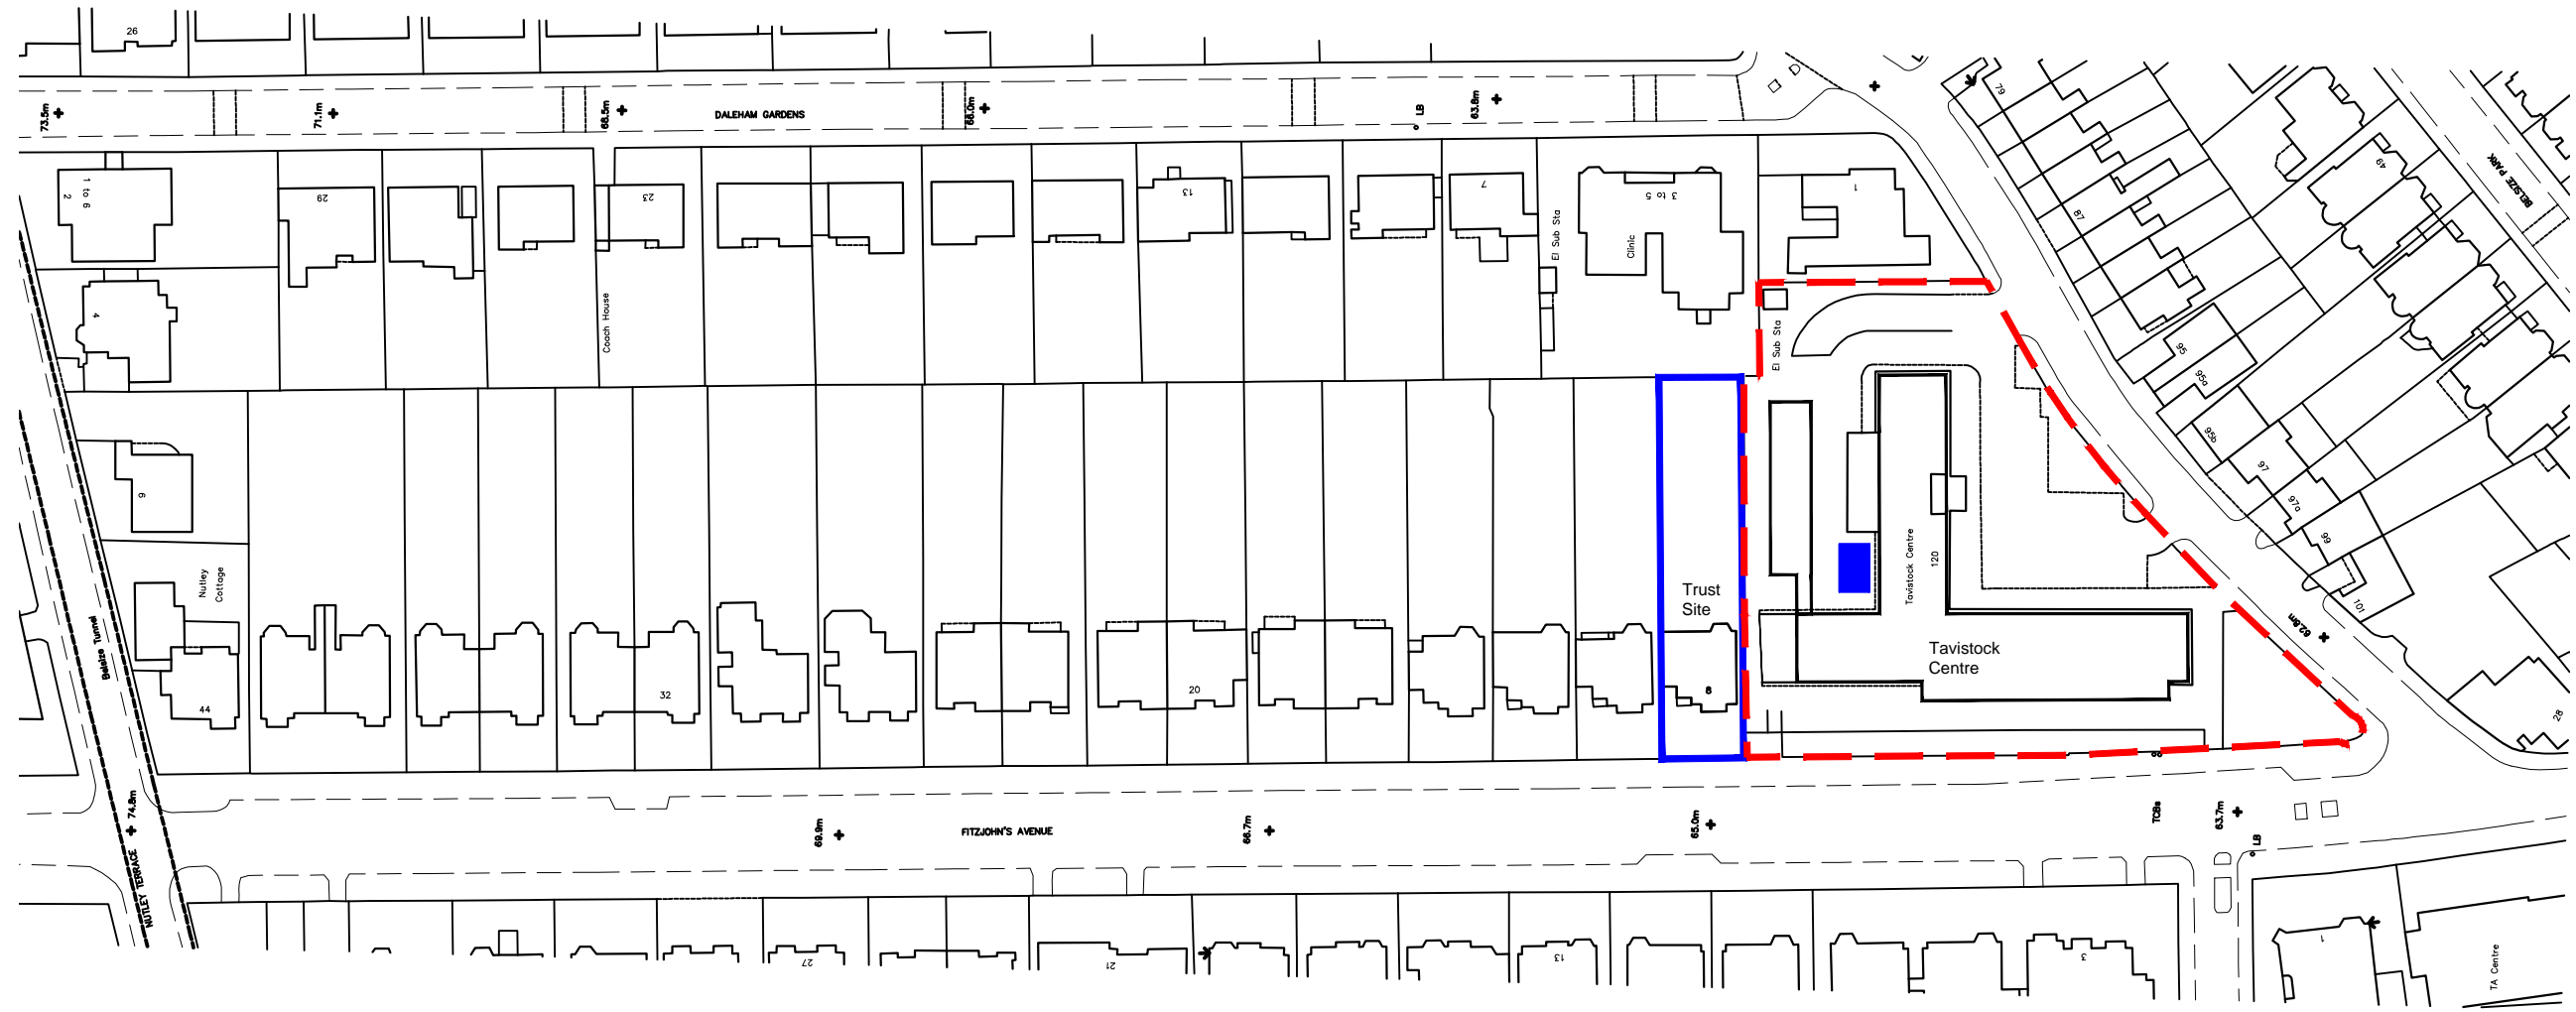 26
79
73.5m
71.1m
68.5m
DALEHAM GARDENS
66.0m
LB
63.8m
BELSIZE PARK
49
87
1 to 6
2
29
23
13
7
3 to 5
1
El Sub Sta
Clinic
4
Coach House
El Sub Sta
95
95a
95b
97
97a
99
101
9
Nutley
Cottage
Belsize Tunnel
Tavistock Centre
120
Trust
Site
Tavistock
Centre
62.8m
44
32
20
8
28
74.8m
NUTLEY TERRACE
69.9m
FITZJOHN'S AVENUE
66.7m
65.0m
TCBs
63.7m
LB
27
21
13
3
1
TA Centre